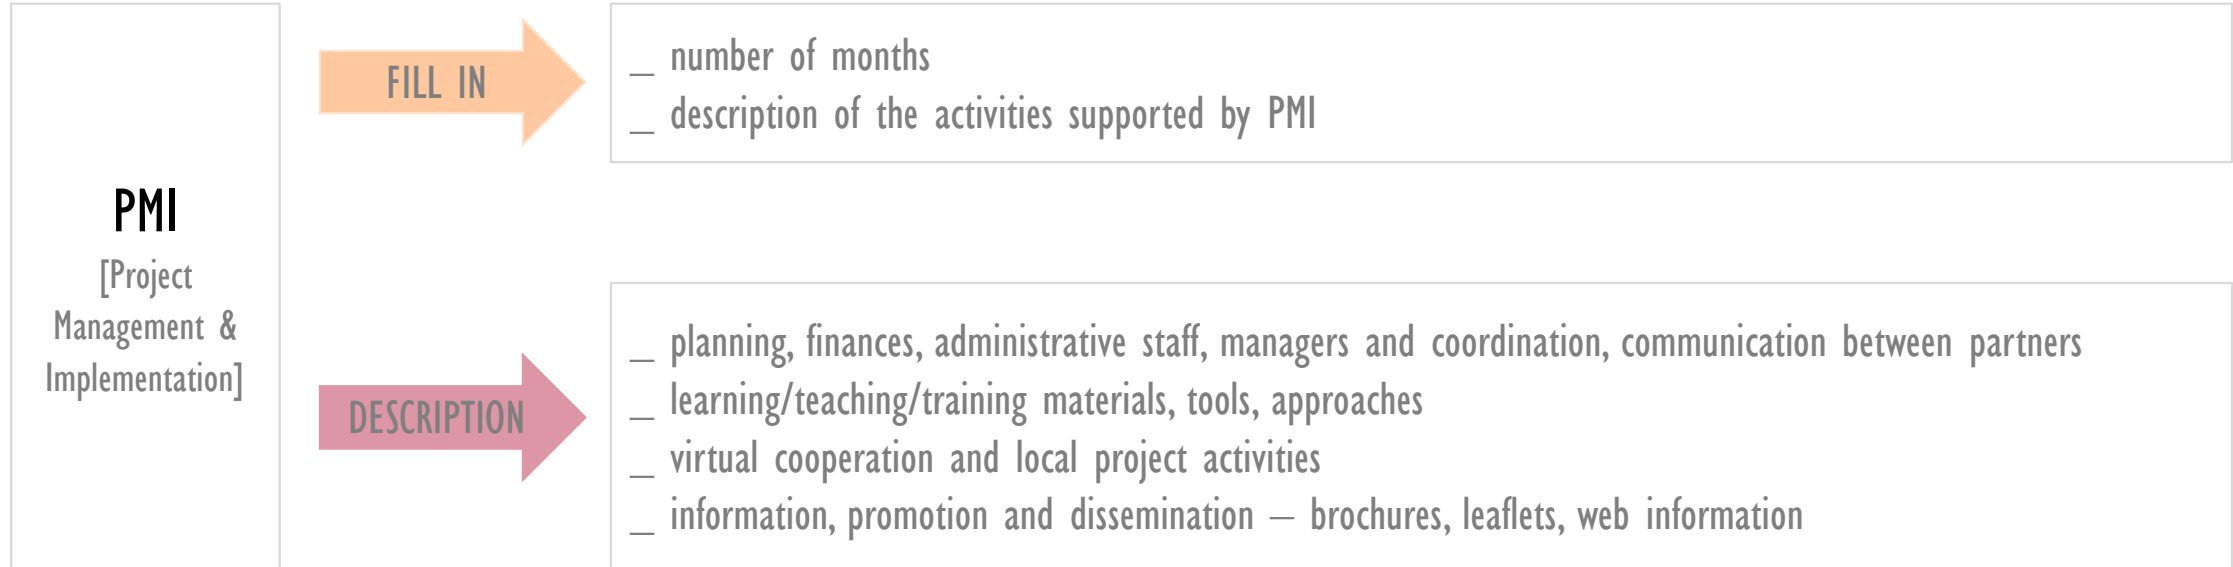 PMI
[Project
Management &
Implementation]
FILL IN
_ number of months
_ description of the activities supported by PMI
DESCRIPTION
_ planning, finances, administrative staff, managers and coordination, communication between partners
_ learning/teaching/training materials, tools, approaches
_ virtual cooperation and local project activities
_ information, promotion and dissemination – brochures, leaflets, web information